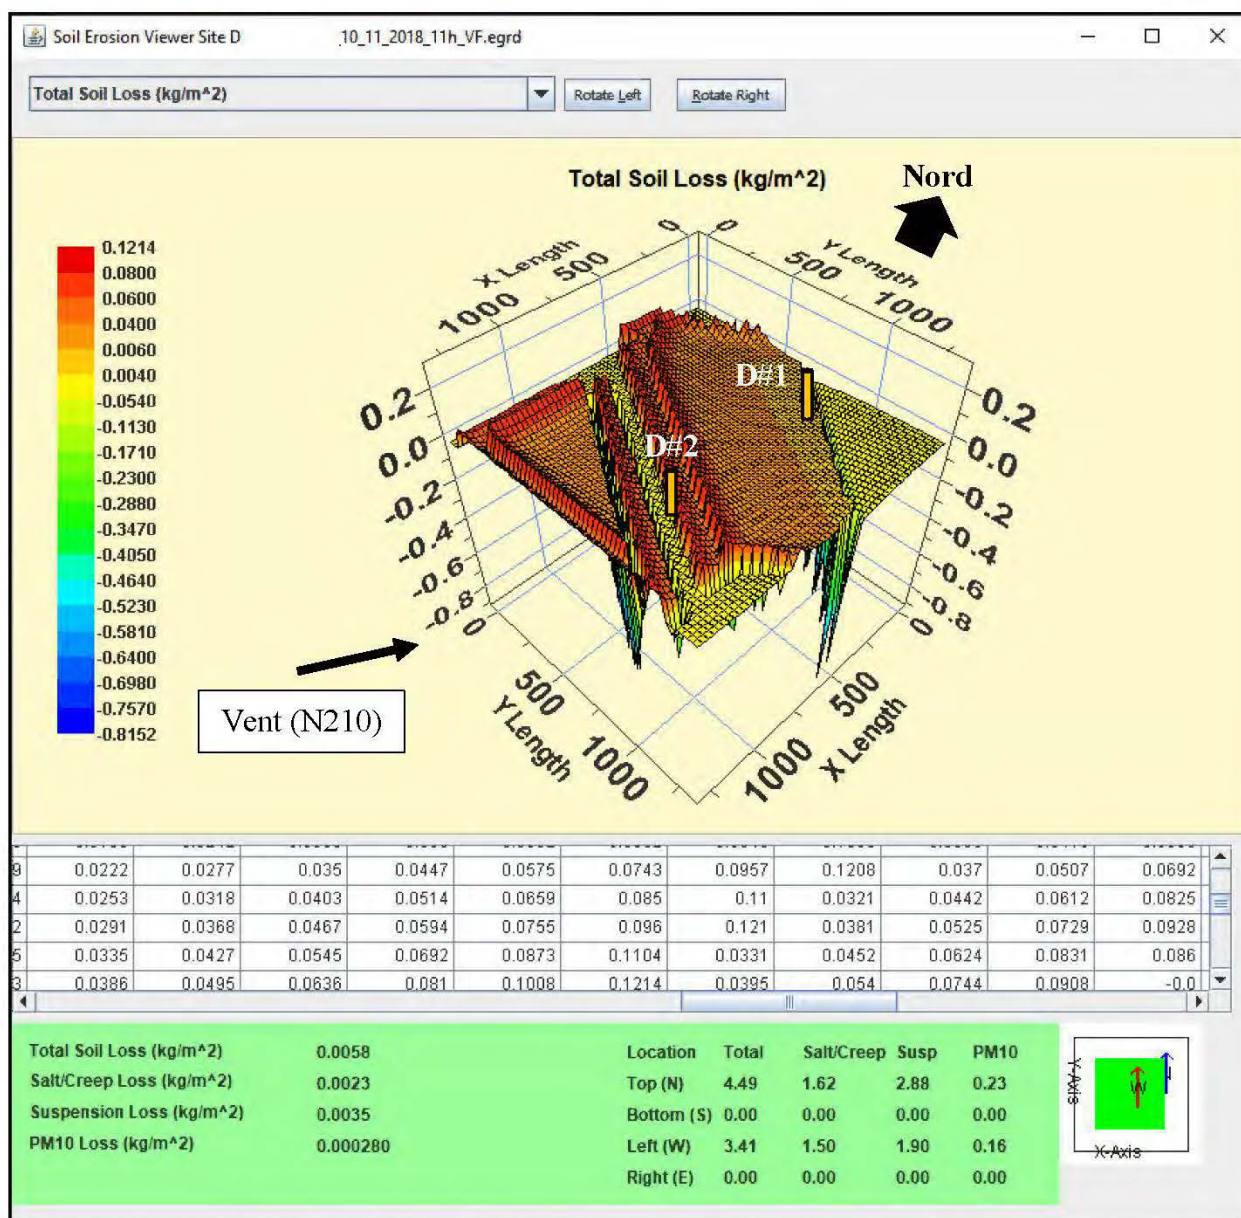 Soil Erosion Viewer Site D _10_11_2018_11h_VF.egrd
Total Soil Loss (kg/m^2) Rotate Left Rotate Right
Total Soil Loss (kg/m^2)
Nord
0.1214
0.0800
0.0600
0.0400
0.0060
0.0040
-0.0540
-0.1130
-0.1710
-0.2300
-0.2880
-0.3470
-0.4050
-0.4640
-0.5230
-0.5810
-0.6400
-0.6980
-0.7570
-0.8152
X Length
0
500
1000
Y Length
0
500
1000
0.2
0.0
-0.2
-0.4
-0.6
-0.8
0.2
0.0
-0.2
-0.4
-0.6
-0.8
D#1
D#2
0
500
1000
Y Length
0
500
1000
X Length
Vent (N210)
9 0.0222 0.0277 0.035 0.0447 0.0575 0.0743 0.0957 0.1208 0.037 0.0507 0.0692
4 0.0253 0.0318 0.0403 0.0514 0.0659 0.085 0.11 0.0321 0.0442 0.0612 0.0825
2 0.0291 0.0368 0.0467 0.0594 0.0755 0.096 0.121 0.0381 0.0525 0.0729 0.0928
5 0.0335 0.0427 0.0545 0.0692 0.0873 0.1104 0.0331 0.0452 0.0624 0.0831 0.086
3 0.0386 0.0495 0.0636 0.081 0.1008 0.1214 0.0395 0.054 0.0744 0.0908 -0.0
Total Soil Loss (kg/m^2) 0.0058
Salt/Creep Loss (kg/m^2) 0.0023
Suspension Loss (kg/m^2) 0.0035
PM10 Loss (kg/m^2) 0.000280
Location Total Salt/Creep Susp PM10
Top (N) 4.49 1.62 2.88 0.23
Bottom (S) 0.00 0.00 0.00 0.00
Left (W) 3.41 1.50 1.90 0.16
Right (E) 0.00 0.00 0.00 0.00
Y-Axis
W
X-Axis